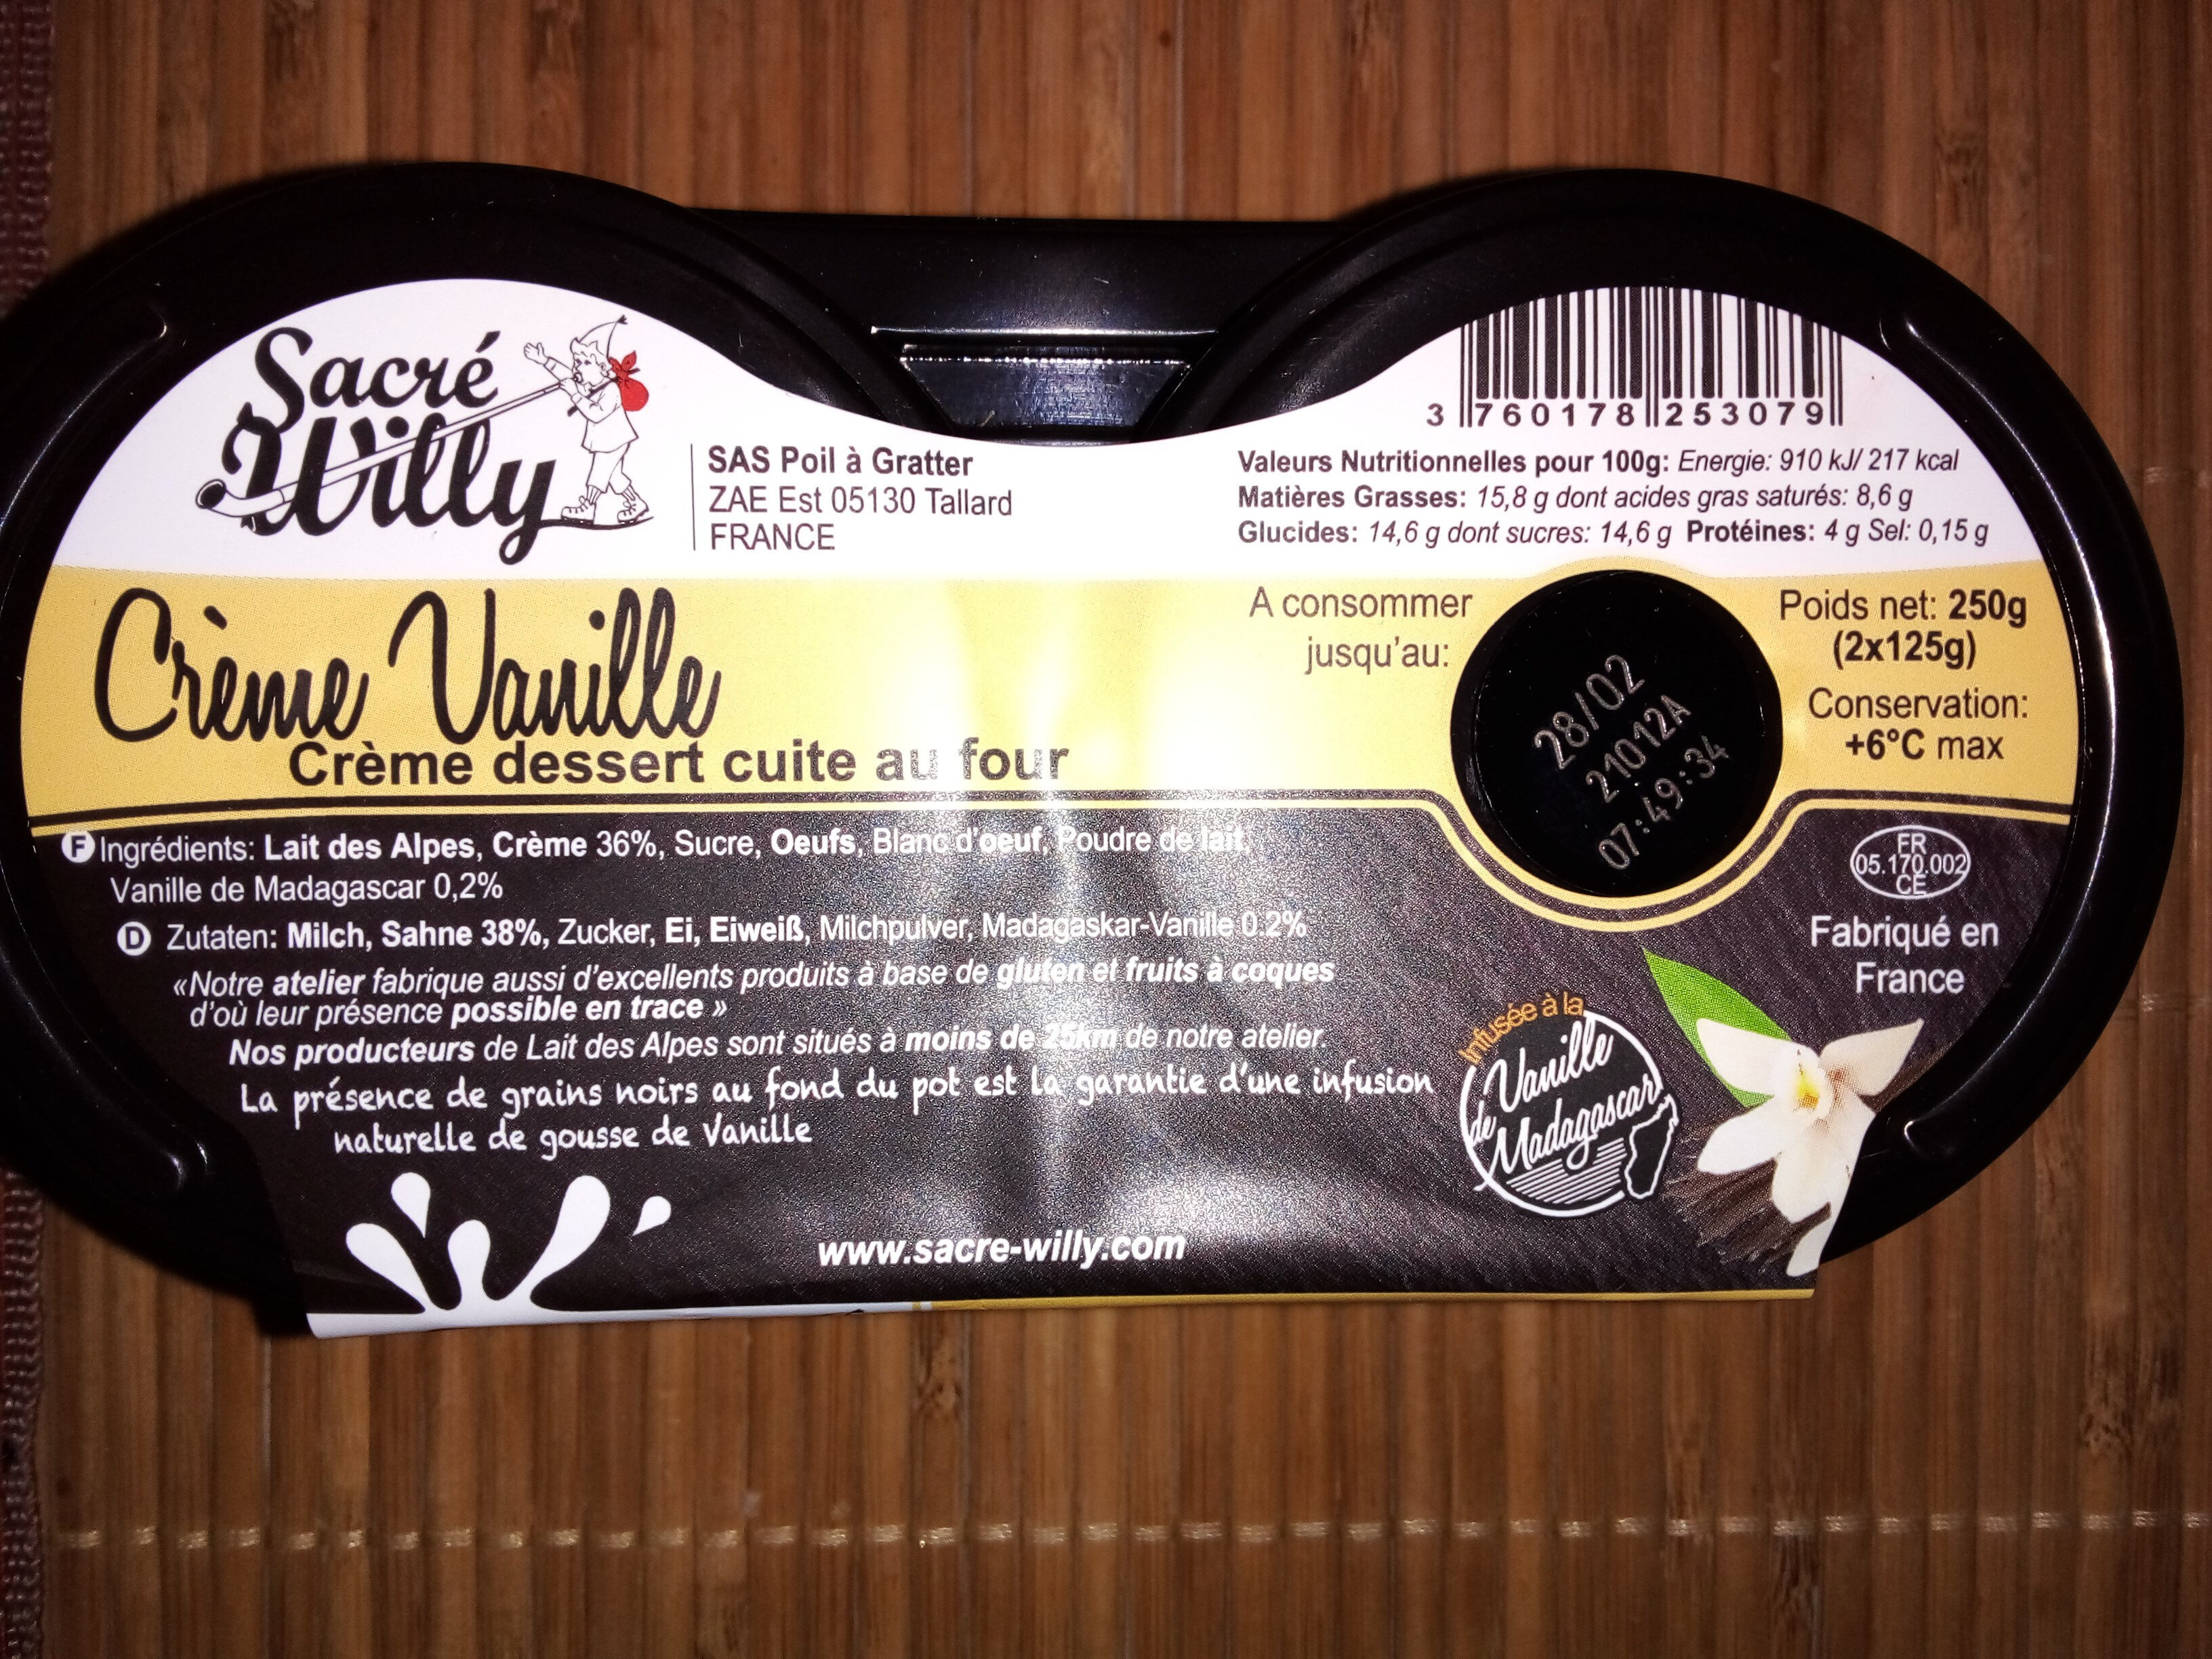 Sacré
Willy
SAS Poil à Gratter
ZAE Est 05130 Tallard
FRANCE
3 760178 253079
Valeurs Nutritionnelles pour 100g: Energie: 910 kJ/ 217 kcal
Matières Grasses: 15,8 g dont acides gras saturés: 8,6 g
Glucides: 14,6 g dont sucres: 14,6 g Protéines: 4 g Sel: 0,15 g
Crème Vanille
Crème dessert cuite au four
A consommer
jusqu'au:
28/02
21012A
07:49:34
Poids net: 250g
(2x125g)
Conservation:
+6°C max
F Ingrédients: Lait des Alpes, Crème 36%, Sucre, Oeufs, Blanc d'oeuf, Poudre de lait,
Vanille de Madagascar 0,2%
D Zutaten: Milch, Sahne 38%, Zucker, Ei, Eiweiß, Milchpulver, Madagaskar-Vanille 0.2%
«Notre atelier fabrique aussi d'excellents produits à base de gluten et fruits à coques
d'où leur présence possible en trace »
Nos producteurs de Lait des Alpes sont situés à moins de 25km de notre atelier.
La présence de grains noirs au fond du pot est la garantie d'une infusion
naturelle de gousse de Vanille
www.sacre-willy.com
FR
05.170.002
CE
Fabriqué en
France
Infusée à la
Vanille
de Madagascar